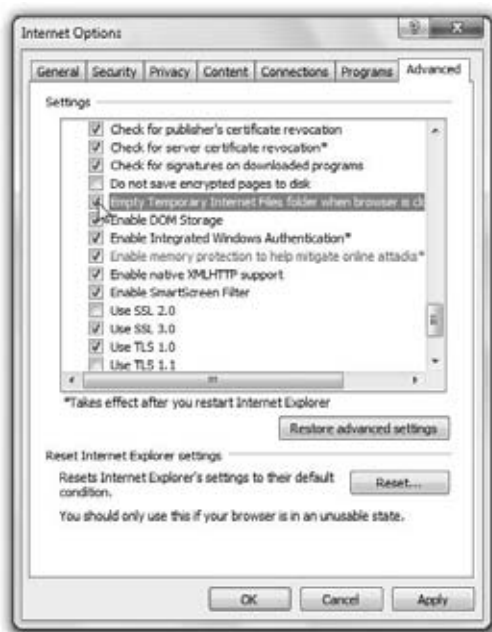 Internet Options
General Security Privacy Content Connections Programs Advanced
Settings
Check for publisher's certificate revocation
Check for server certificate revocation*
Check for signatures on downloaded programs
Do not save encrypted pages to disk
Empty Temporary Internet Files folder when browser is clo
Enable DOM Storage
Enable Integrated Windows Authentication*
Enable memory protection to help mitigate online attacks*
Enable native XMLHTTP support
Enable SmartScreen Filter
Use SSL 2.0
Use SSL 3.0
Use TLS 1.0
Use TLS 1.1
*Takes effect after you restart Internet Explorer
Restore advanced settings
Reset Internet Explorer settings
Resets Internet Explorer's settings to their default
condition.
Reset...
You should only use this if your browser is in an unusable state.
OK Cancel Apply